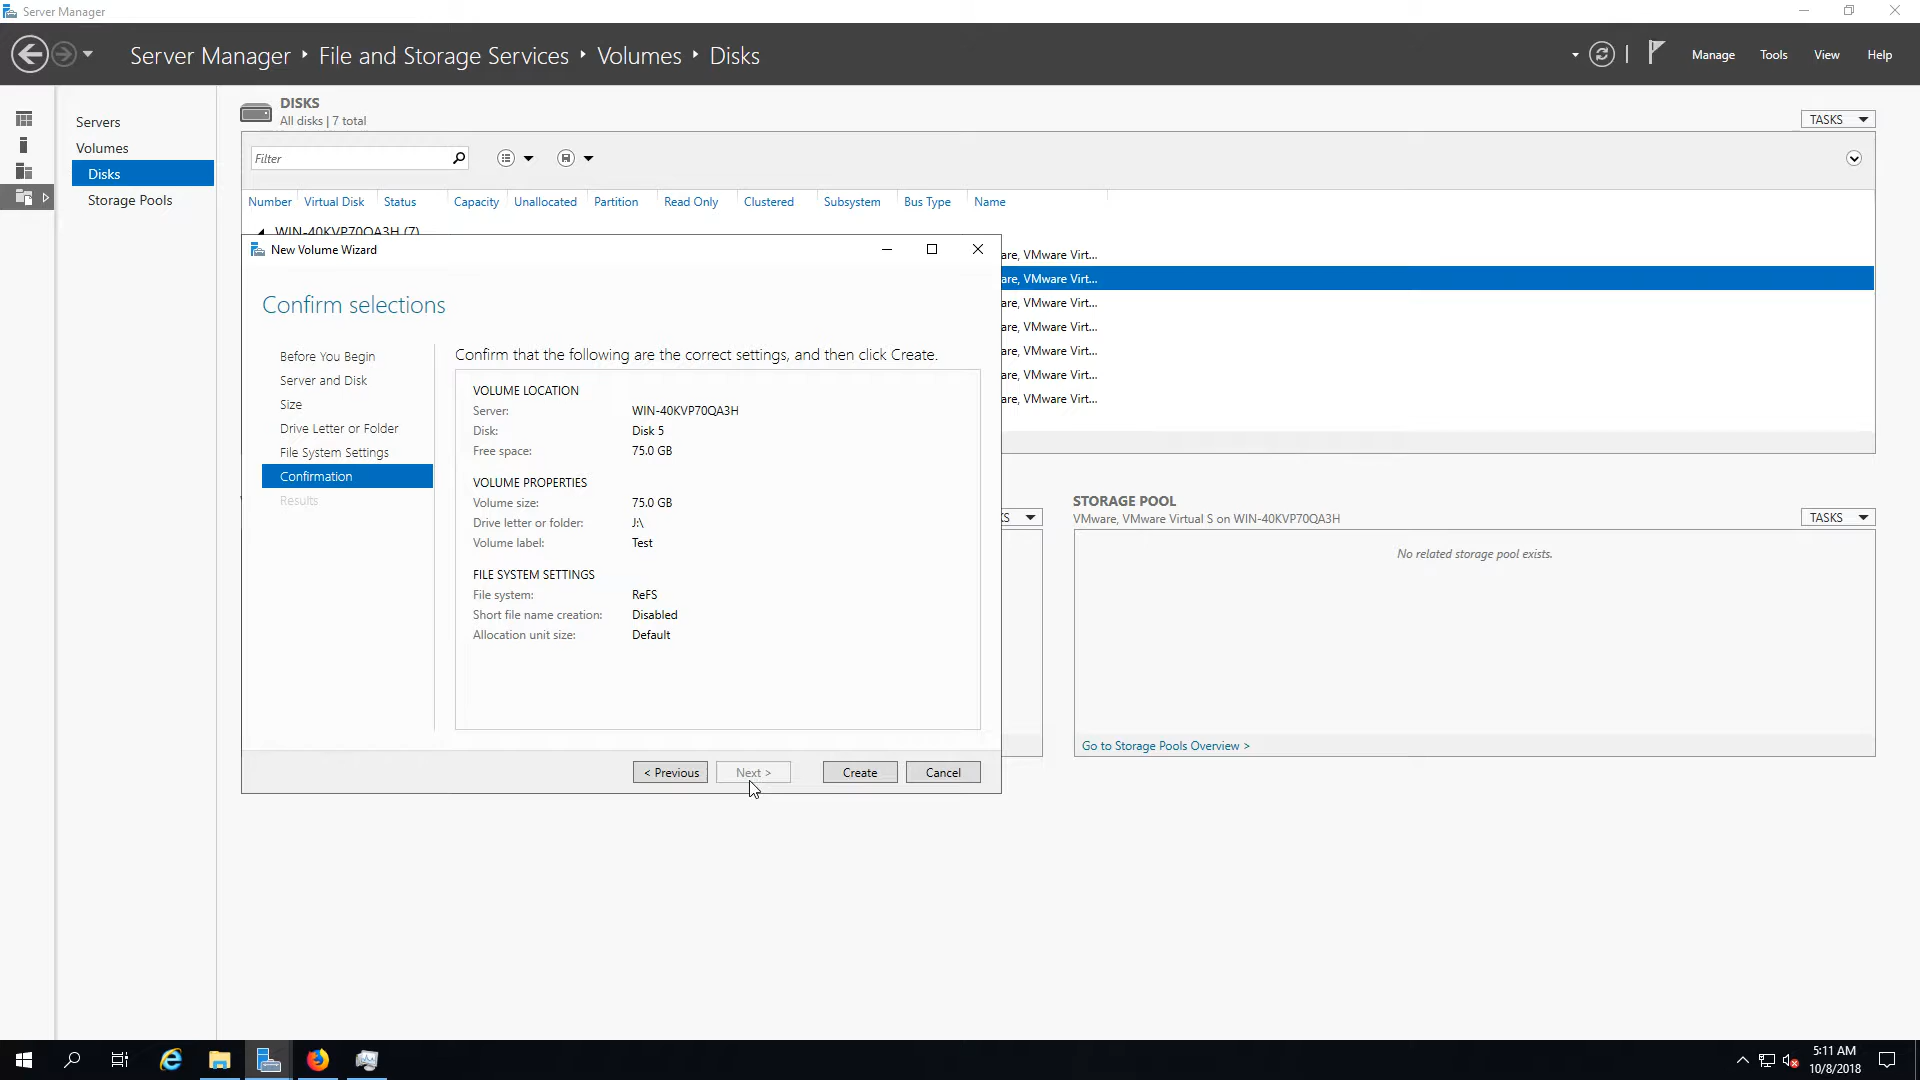 Server Manager
Server Manager ‣ File and Storage Services ‣ Volumes ‣ Disks
Manage
Tools
View
Help
Servers
Volumes
Disks
Storage Pools
DISKS
All disks | 7 total
TASKS
Filter
Number Virtual Disk Status Capacity Unallocated Partition Read Only Clustered Subsystem Bus Type Name
WIN-40KVP70QA3H (7)
are, VMware Virt...
are, VMware Virt...
are, VMware Virt...
are, VMware Virt...
are, VMware Virt...
are, VMware Virt...
are, VMware Virt...
New Volume Wizard
Confirm selections
Before You Begin
Server and Disk
Size
Drive Letter or Folder
File System Settings
Confirmation
Results
Confirm that the following are the correct settings, and then click Create.
VOLUME LOCATION
Server: WIN-40KVP70QA3H
Disk: Disk 5
Free space: 75.0 GB
VOLUME PROPERTIES
Volume size: 75.0 GB
Drive letter or folder: J:\
Volume label: Test
FILE SYSTEM SETTINGS
File system: ReFS
Short file name creation: Disabled
Allocation unit size: Default
< Previous
Next >
Create
Cancel
KS
STORAGE POOL
VMware, VMware Virtual S on WIN-40KVP70QA3H
TASKS
No related storage pool exists.
Go to Storage Pools Overview >
5:11 AM
10/8/2018